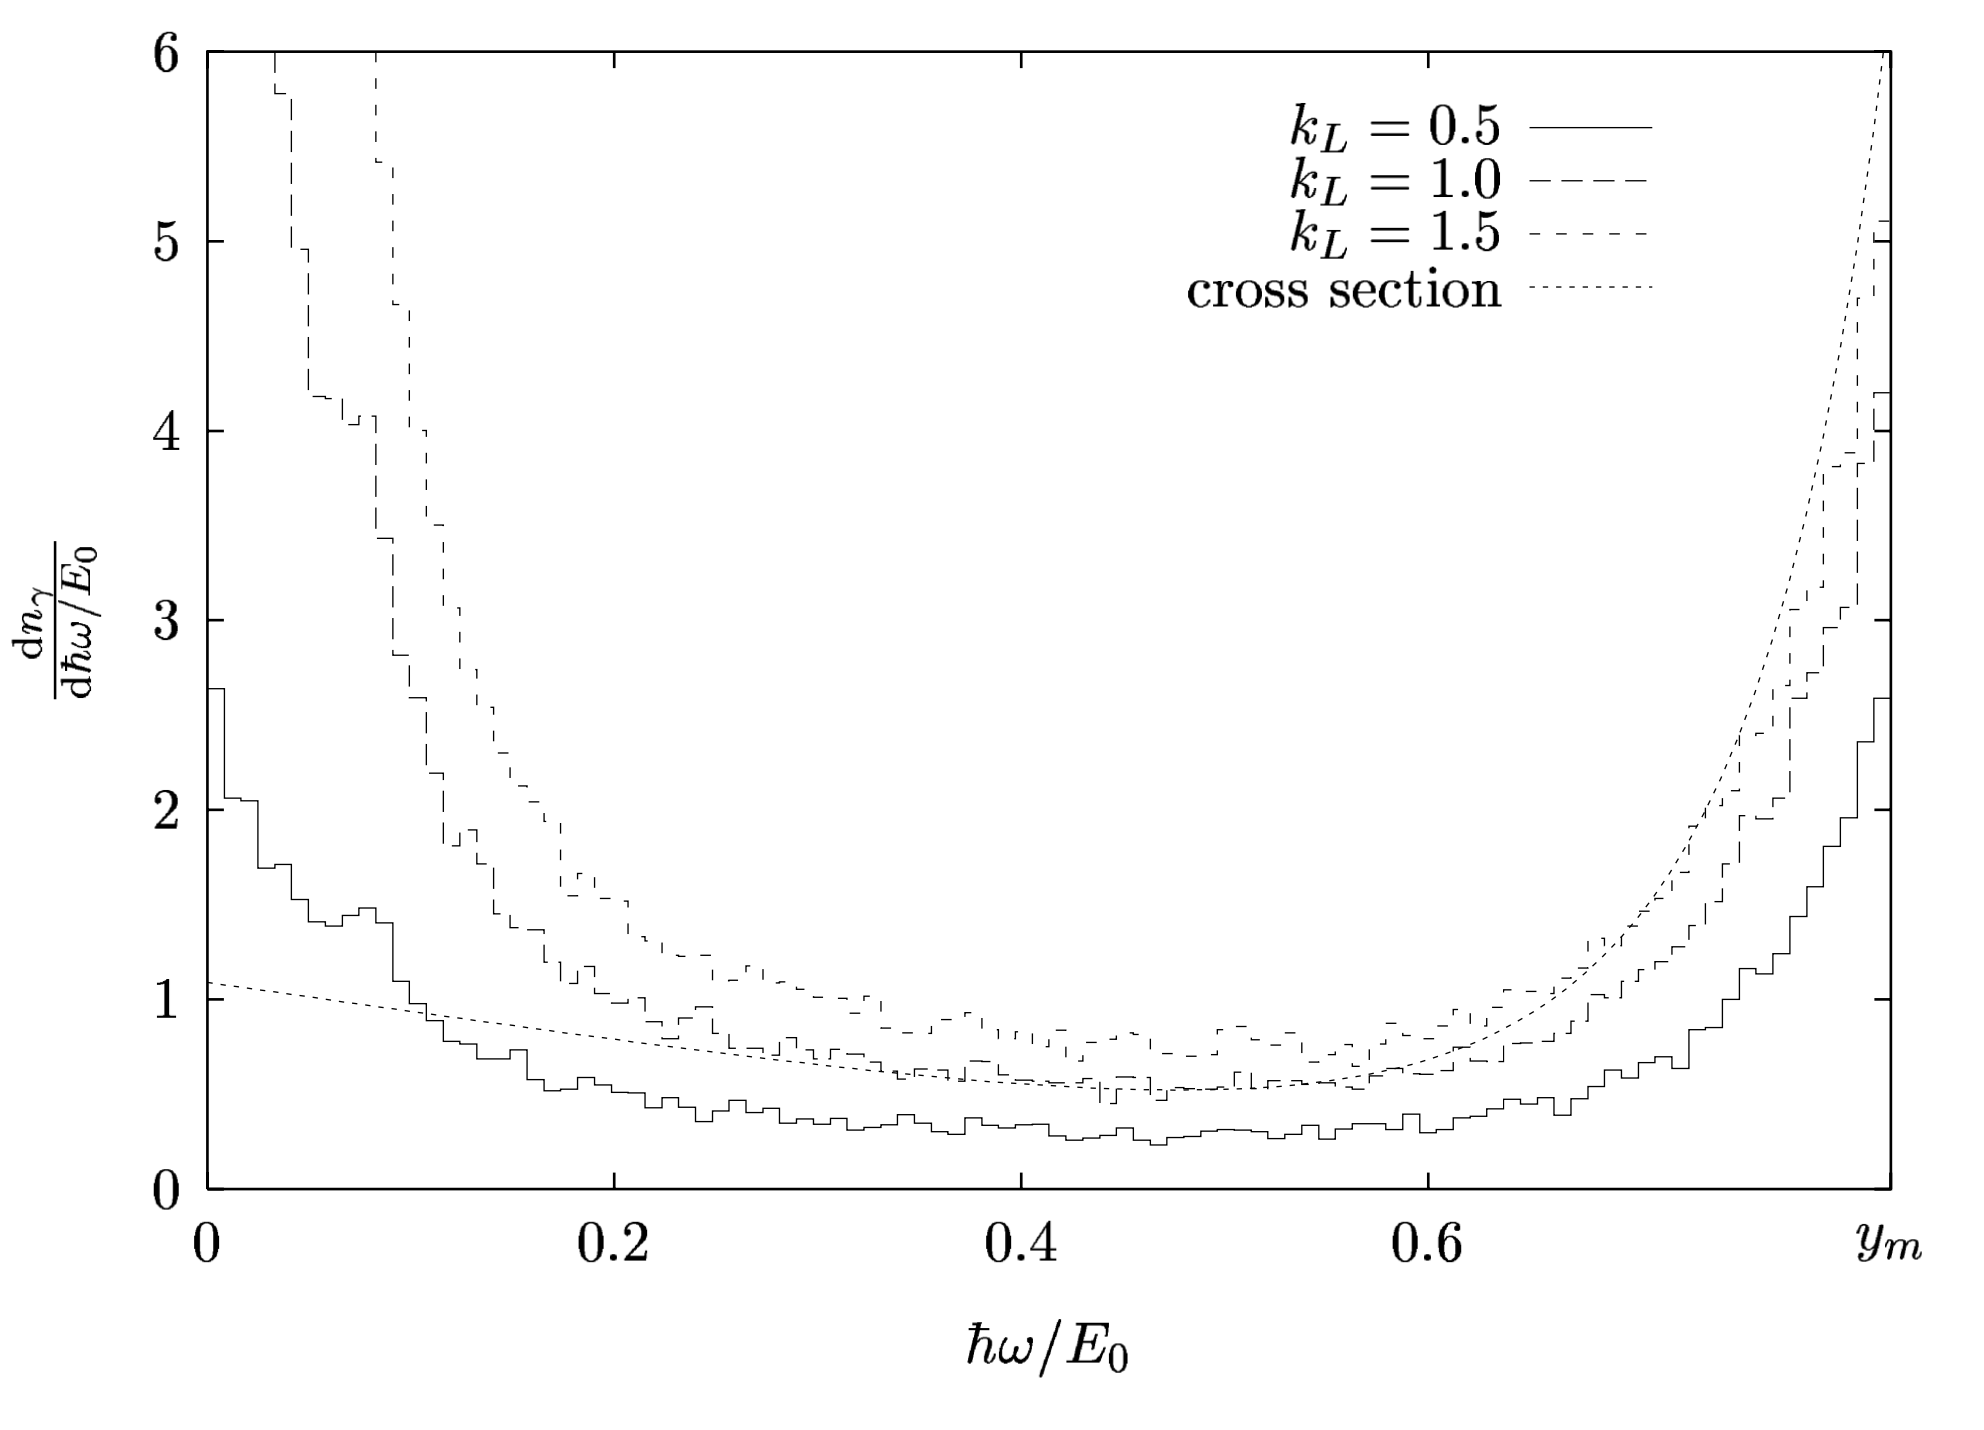 6
5
4
3
2
1
0
dn_γ
dħω/E_0
k_L = 0.5
k_L = 1.0
k_L = 1.5
cross section
0 0.2 0.4 0.6 y_m
ħω/E_0